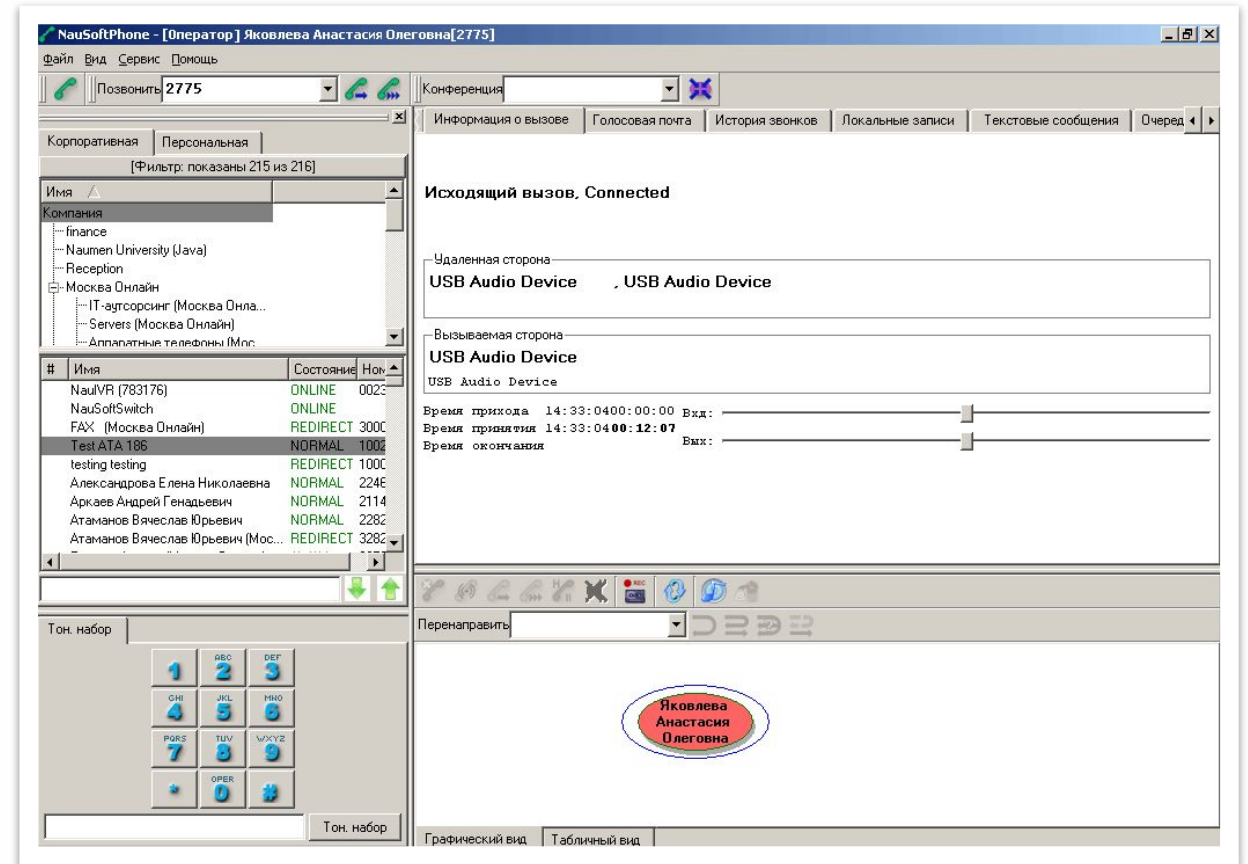 NauSoftPhone - [Оператор] Яковлева Анастасия Олеговна[2775]
Файл Вид Сервис Помощь
Позвонить 2775 Конференция
Информация о вызове Голосовая почта История звонков Локальные записи Текстовые сообщения Очеред
Корпоративная Персональная
[Фильтр: показаны 215 из 216]
Имя
Компания
finance
Naumen University (Java)
Reception
Москва Онлайн
IT-аутсорсинг (Москва Онла...
Servers (Москва Онлайн)
Аппаратные телефоны (Мос
# Имя Состояние Ном
NauIVR (783176) ONLINE 0023
NauSoftSwitch ONLINE
FAX (Москва Онлайн) REDIRECT 3000
Test ATA 186 NORMAL 1002
testing testing REDIRECT 1000
Александрова Елена Николаевна NORMAL 2246
Аркаев Андрей Генадьевич NORMAL 2114
Атаманов Вячеслав Юрьевич NORMAL 2282
Атаманов Вячеслав Юрьевич (Мос... REDIRECT 3282
Тон. набор
1 ABC 2 DEF 3
GHI 4 JKL 5 MNO 6
PQRS 7 TUV 8 WXYZ 9
* OPER 0 #
Тон. набор
Исходящий вызов, Connected
Удаленная сторона
USB Audio Device , USB Audio Device
Вызываемая сторона
USB Audio Device
USB Audio Device
Время прихода 14:33:0400:00:00 Вхд:
Время принятия 14:33:0400:12:07
Вых:
Время окончания
REC
Перенаправить
Яковлева
Анастасия
Олеговна
Графический вид Табличный вид